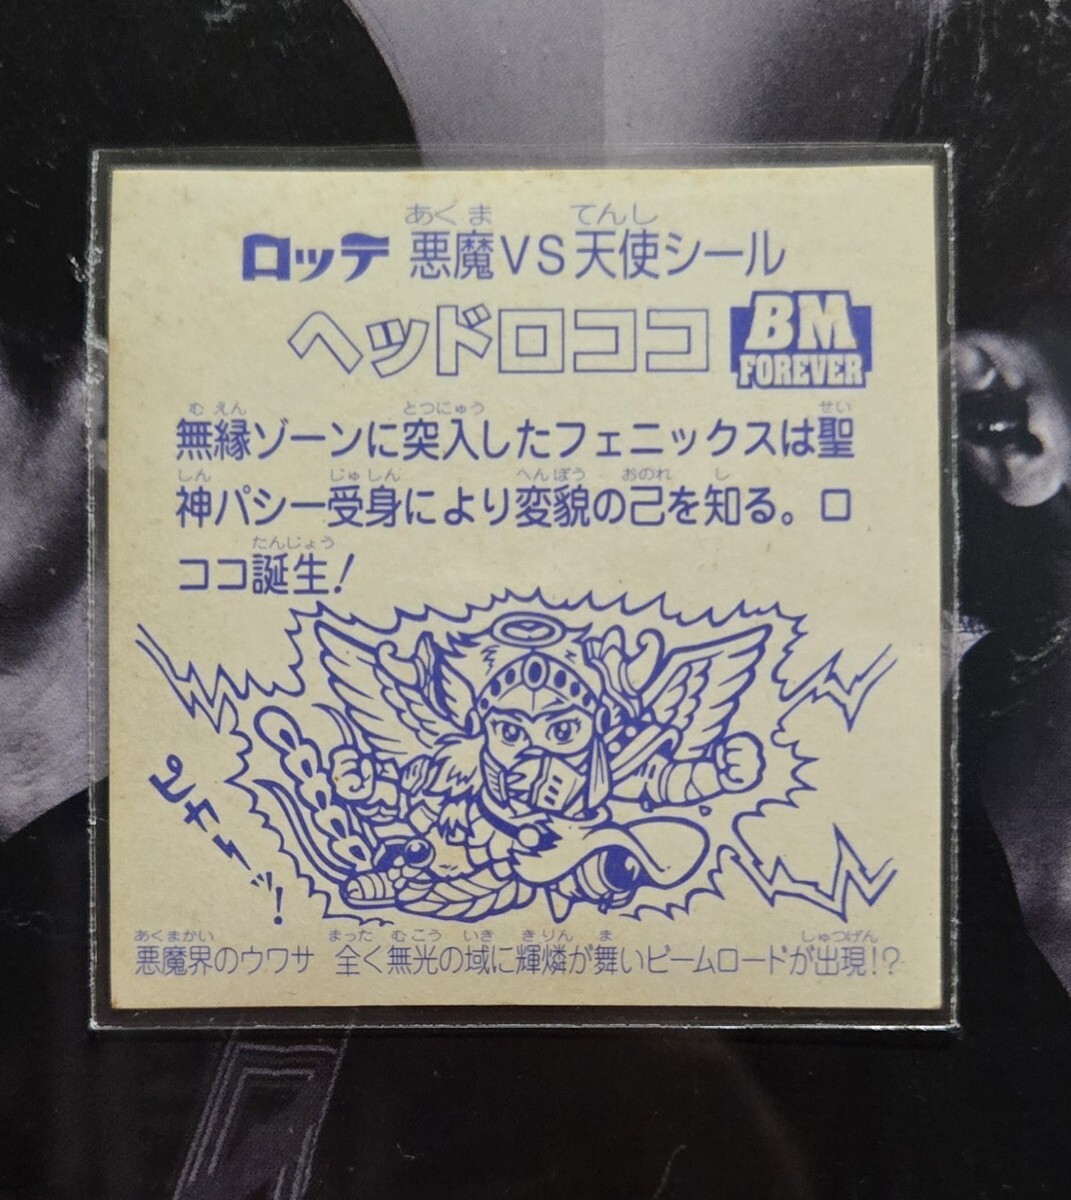 あくま てんし
ロッテ 悪魔VS天使シール
ヘッドロココ BM
FOREVER
むえん とつにゅう せい
無縁ゾーンに突入したフェニックスは聖
しん じゅしん へんぼう おのれ し
神パシー受身により変貌の己を知る。ロ
たんじょう
ココ誕生!
ピカーッ!
あくまかい まった むこう いき きりん ま しゅつげん
悪魔界のウワサ 全く無光の域に輝燐が舞いビームロードが出現!?